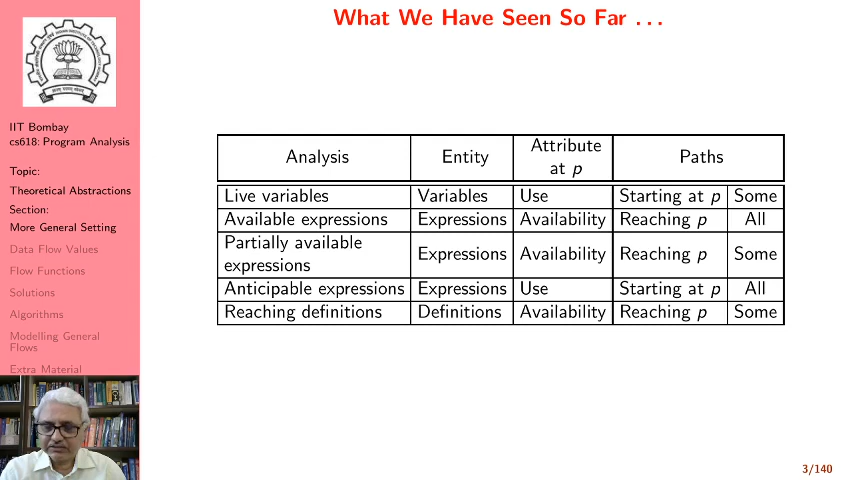 What We Have Seen So Far . . .
IIT Bombay
cs618: Program Analysis
Topic:
Theoretical Abstractions
Section:
More General Setting
Data Flow Values
Flow Functions
Solutions
Algorithms
Modelling General
Flows
Extra Material
Analysis Entity Attribute at p Paths
Live variables Variables Use Starting at p Some
Available expressions Expressions Availability Reaching p All
Partially available expressions Expressions Availability Reaching p Some
Anticipable expressions Expressions Use Starting at p All
Reaching definitions Definitions Availability Reaching p Some
3/140